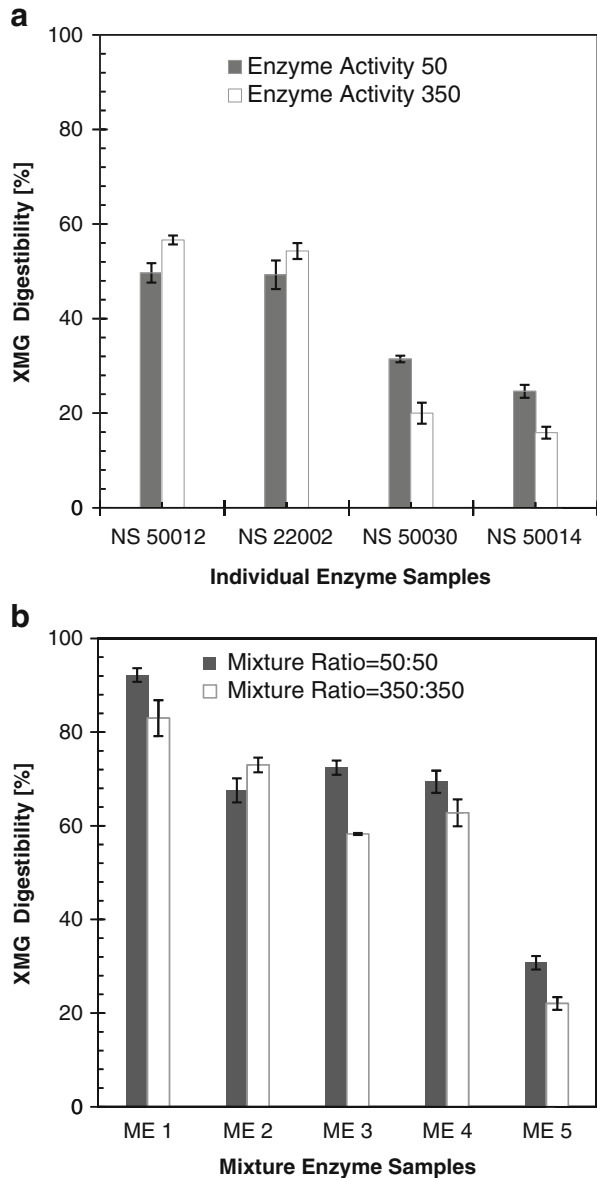 a
100
80
60
40
20
0
XMG Digestibility [%]
Enzyme Activity 50
Enzyme Activity 350
NS 50012 NS 22002 NS 50030 NS 50014
Individual Enzyme Samples
b
100
80
60
40
20
0
XMG Digestibility [%]
Mixture Ratio=50:50
Mixture Ratio=350:350
ME 1 ME 2 ME 3 ME 4 ME 5
Mixture Enzyme Samples